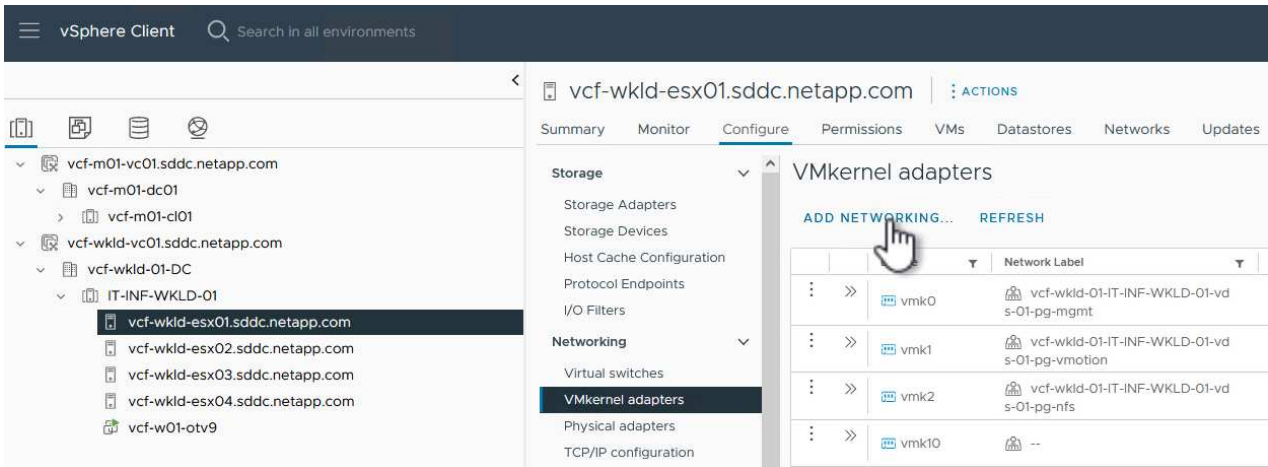 vSphere Client
Search in all environments
vcf-m01-vc01.sddc.netapp.com
vcf-m01-dc01
vcf-m01-cl01
vcf-wkld-vc01.sddc.netapp.com
vcf-wkld-01-DC
IT-INF-WKLD-01
vcf-wkld-esx01.sddc.netapp.com
vcf-wkld-esx02.sddc.netapp.com
vcf-wkld-esx03.sddc.netapp.com
vcf-wkld-esx04.sddc.netapp.com
vcf-w01-otv9
vcf-wkld-esx01.sddc.netapp.com
ACTIONS
Summary Monitor Configure Permissions VMs Datastores Networks Updates
Storage
Storage Adapters
Storage Devices
Host Cache Configuration
Protocol Endpoints
I/O Filters
Networking
Virtual switches
VMkernel adapters
Physical adapters
TCP/IP configuration
VMkernel adapters
ADD NETWORKING... REFRESH
Network Label
vmk0 vcf-wkld-01-IT-INF-WKLD-01-vd
s-01-pg-mgmt
vmk1 vcf-wkld-01-IT-INF-WKLD-01-vd
s-01-pg-vmotion
vmk2 vcf-wkld-01-IT-INF-WKLD-01-vd
s-01-pg-nfs
vmk10 --